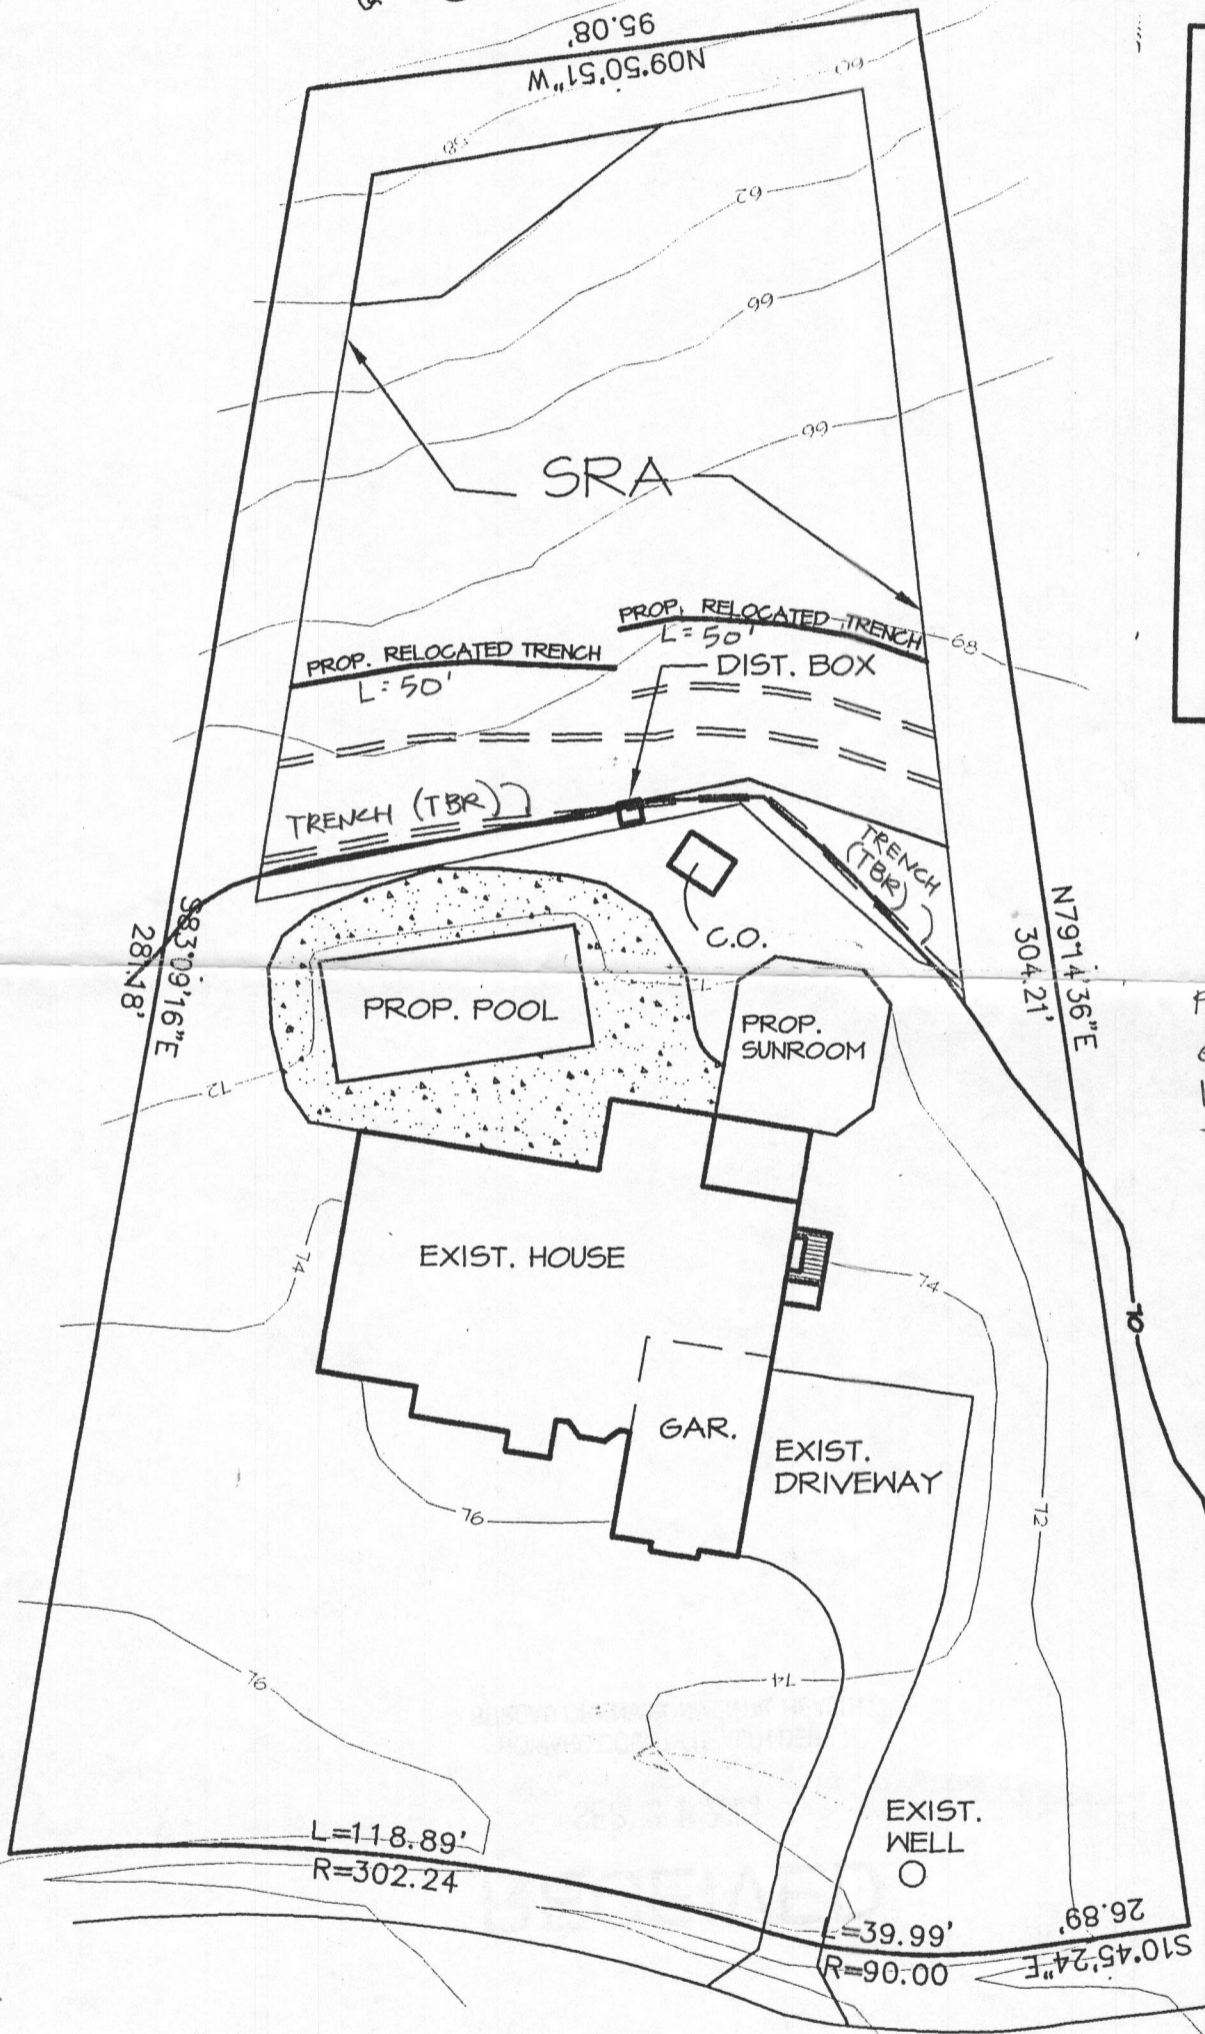 95.08'
N09°50'51"W
60
58
62
66
66
SRA
PROP. RELOCATED TRENCH
L=50'
PROP. RELOCATED TRENCH
L=50'
68
DIST. BOX
TRENCH (TBR)
TRENCH
(TBR)
C.O.
S83°09'16"E
281.18'
N79°14'36"E
304.21'
PROP. POOL
PROP.
SUNROOM
72
74
EXIST. HOUSE
74
70
GAR.
EXIST.
DRIVEWAY
76
72
76
74
EXIST.
WELL
L=118.89'
R=302.24
L=39.99'
R=90.00
26.89'
S10°45'24"E